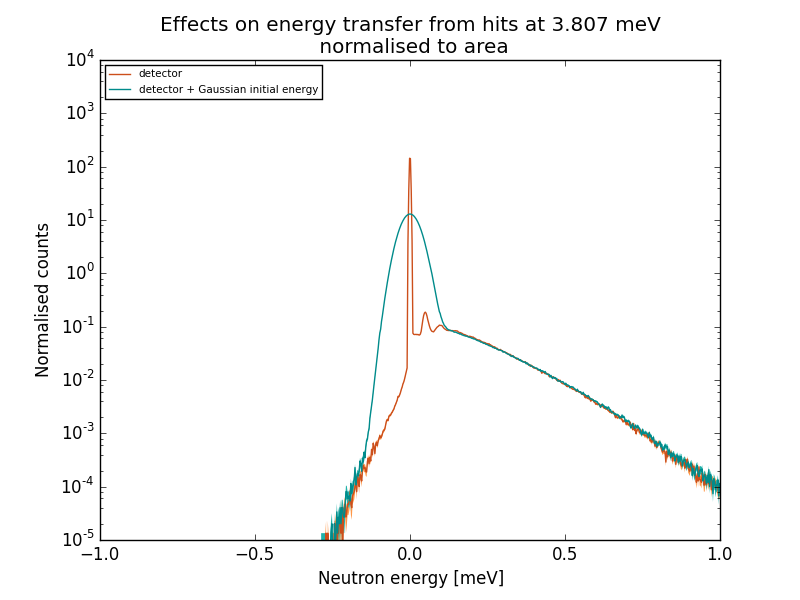 Effects on energy transfer from hits at 3.807 meV
normalised to area
detector
detector + Gaussian initial energy
10^4
10^3
10^2
10^1
10^0
10^-1
10^-2
10^-3
10^-4
10^-5
Normalised counts
−1.0 −0.5 0.0 0.5 1.0
Neutron energy [meV]